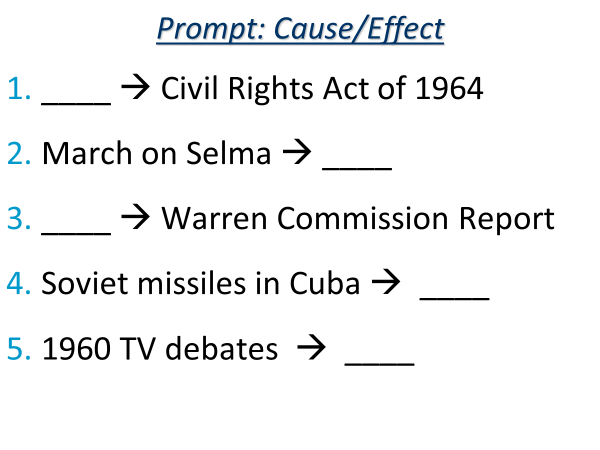 Prompt: Cause/Effect
1. ____ → Civil Rights Act of 1964
2. March on Selma → ____
3. ____ → Warren Commission Report
4. Soviet missiles in Cuba → ____
5. 1960 TV debates → ____